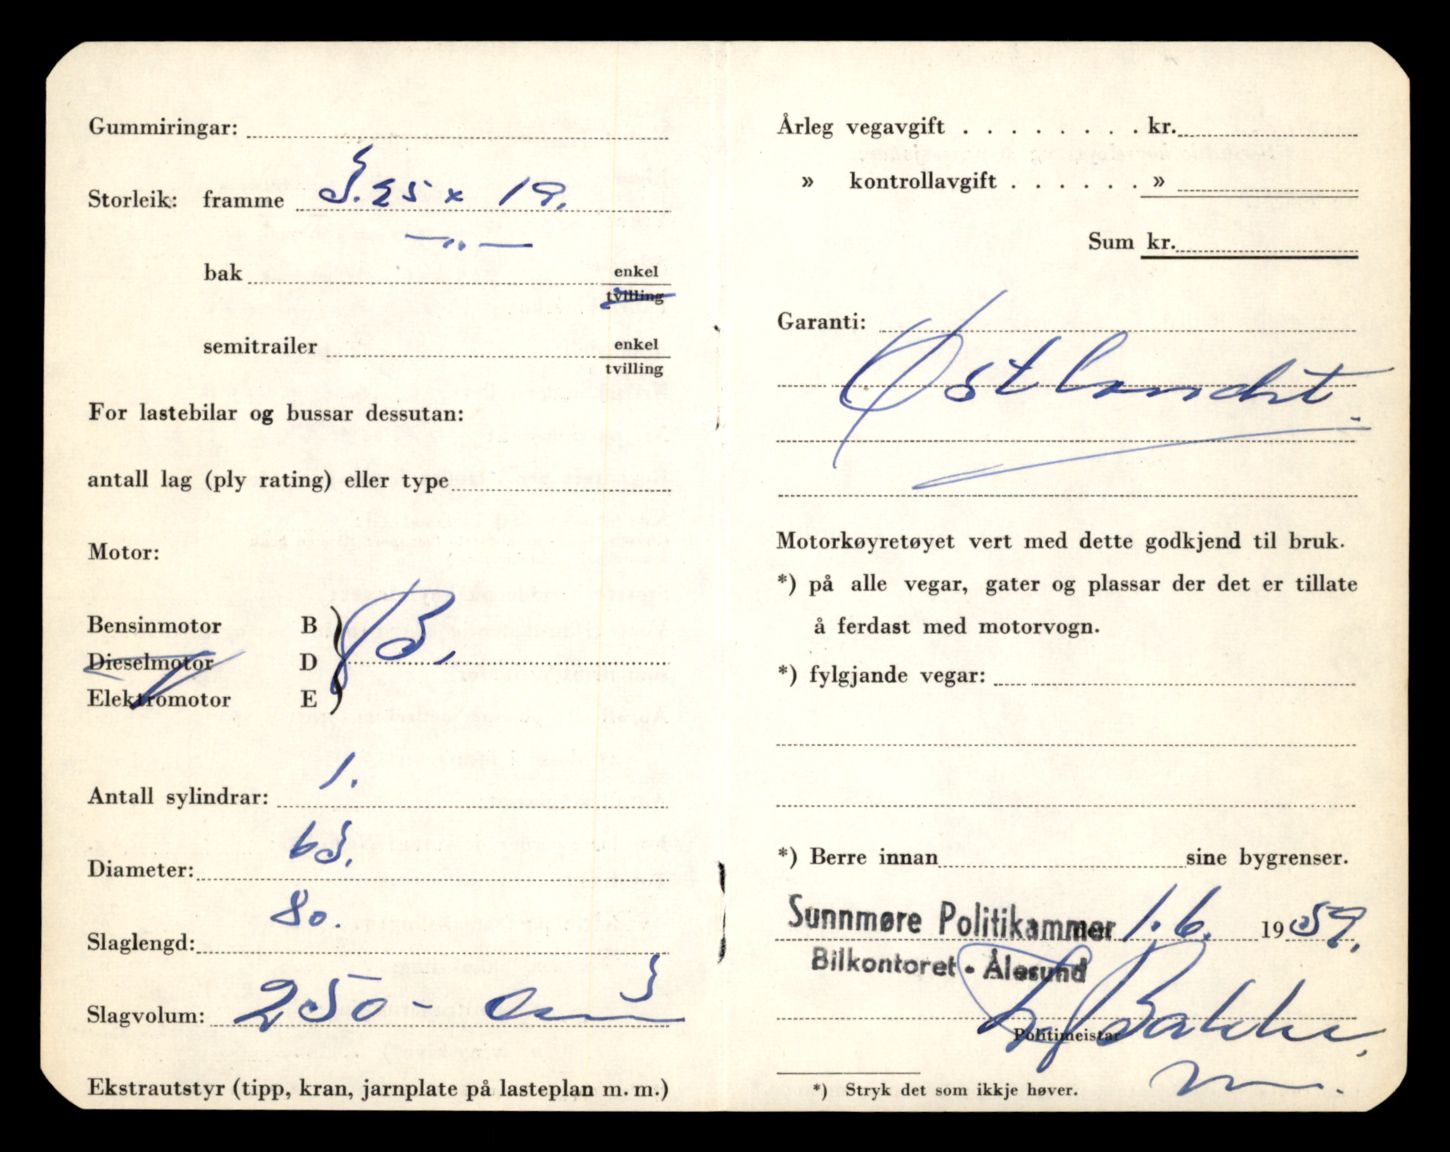 Gummiringar:
Storleik: framme 3.25 x 19.
— „ —
bak enkel
tvilling
semitrailer enkel
tvilling
For lastebilar og bussar dessutan:
antall lag (ply rating) eller type
Motor:
Bensinmotor B
Dieselmotor D B.
Elektromotor E
Antall sylindrar: 1.
Diameter: 63.
Slaglengd: 80.
Slagvolum: 250 - cm3
Ekstrautstyr (tipp, kran, jarnplate på lasteplan m. m.)
Årleg vegavgift . . . . . . . . kr.
» kontrollavgift . . . . . . »
Sum kr.
Garanti:
Østlandet.
Motorkøyretøyet vert med dette godkjend til bruk.
*) på alle vegar, gater og plassar der det er tillate
å ferdast med motorvogn.
*) fylgjande vegar:
*) Berre innan sine bygrenser.
Sunnmøre Politikammer 1.6. 19 59.
Bilkontoret - Ålesund
Bakke.
Politimeistar
*) Stryk det som ikkje høver.